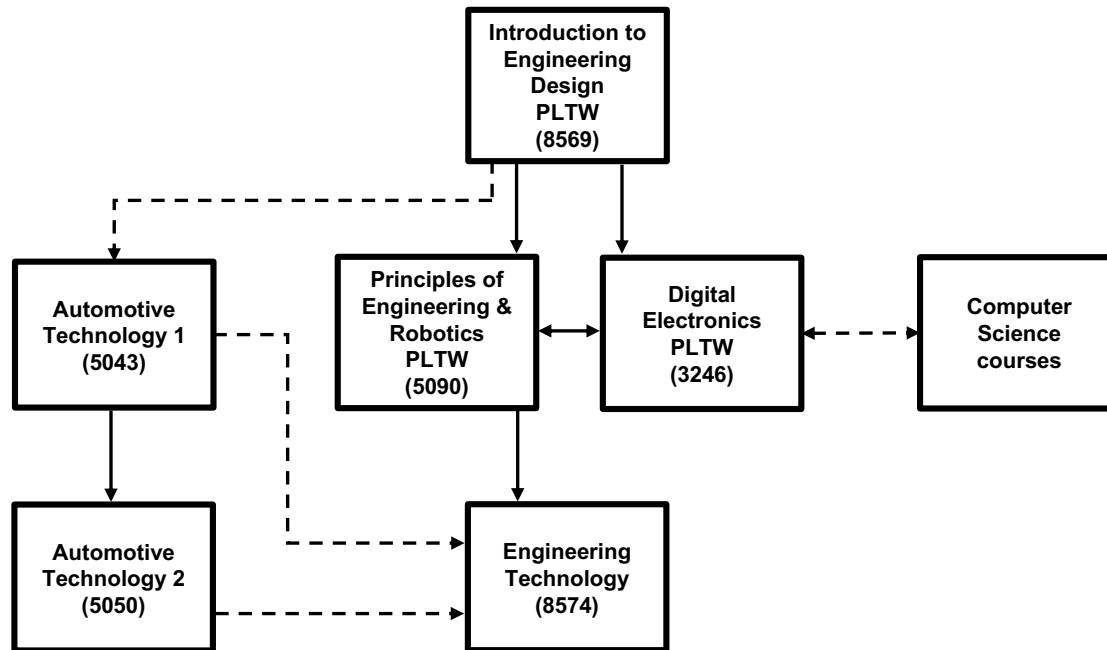 Introduction to
Engineering
Design
PLTW
(8569)
Automotive
Technology 1
(5043)
Principles of
Engineering &
Robotics
PLTW
(5090)
Digital
Electronics
PLTW
(3246)
Computer
Science
courses
Automotive
Technology 2
(5050)
Engineering
Technology
(8574)